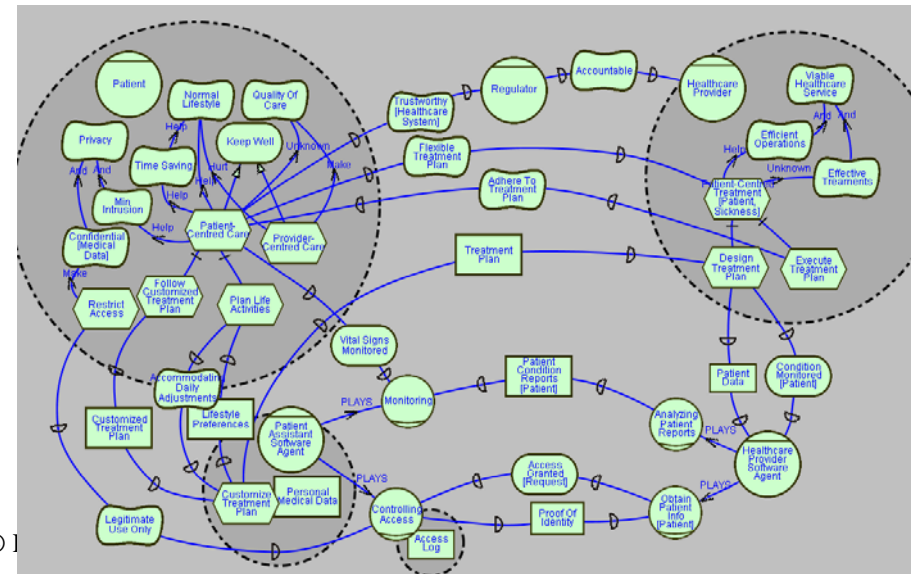 Patient
Normal
Lifestyle
Quality Of
Care
Privacy
Keep Well
Time Saving
Min
Intrusion
Confidential
[Medical
Data]
Patient-
Centred Care
Provider-
Centred Care
Restrict
Access
Follow
Customized
Treatment
Plan
Plan Life
Activities
And
And
Help
Help
Help
Hurt
Help
Unknown
Make
Make
Trustworthy
[Healthcare
System]
Regulator
Accountable
Healthcare
Provider
Viable
Healthcare
Service
Flexible
Treatment
Plan
Adhere To
Treatment
Plan
Efficient
Operations
And
And
Help
Unknown
Effective
Treaments
Patient-Centred
Treatment
[Patient,
Sickness]
Treatment
Plan
Design
Treatment
Plan
Execute
Treatment
Plan
Vital Signs
Monitored
Accommodating
Daily
Adjustments
Monitoring
Patient
Condition
Reports
[Patient]
Patient
Data
Condition
Monitored
[Patient]
Customized
Treatment
Plan
Lifestyle
Preferences
Patient
Assistant
Software
Agent
PLAYS
Analyzing
Patient
Reports
PLAYS
Healthcare
Provider
Software
Agent
PLAYS
PLAYS
Customize
Treatment
Plan
Personal
Medical Data
Controlling
Access
Access
Granted
[Request]
Proof Of
Identity
Obtain
Patient
Info
[Patient]
Legitimate
Use Only
Access
Log